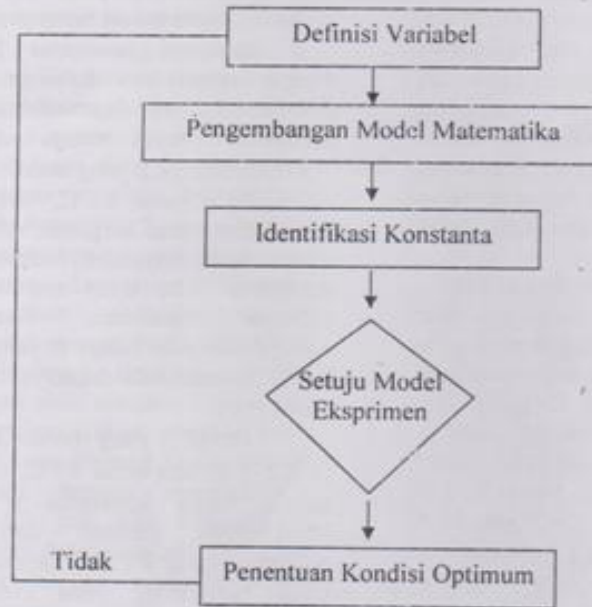 Definisi Variabel
Pengembangan Model Matematika
Identifikasi Konstanta
Setuju Model
Eksprimen
Tidak
Penentuan Kondisi Optimum